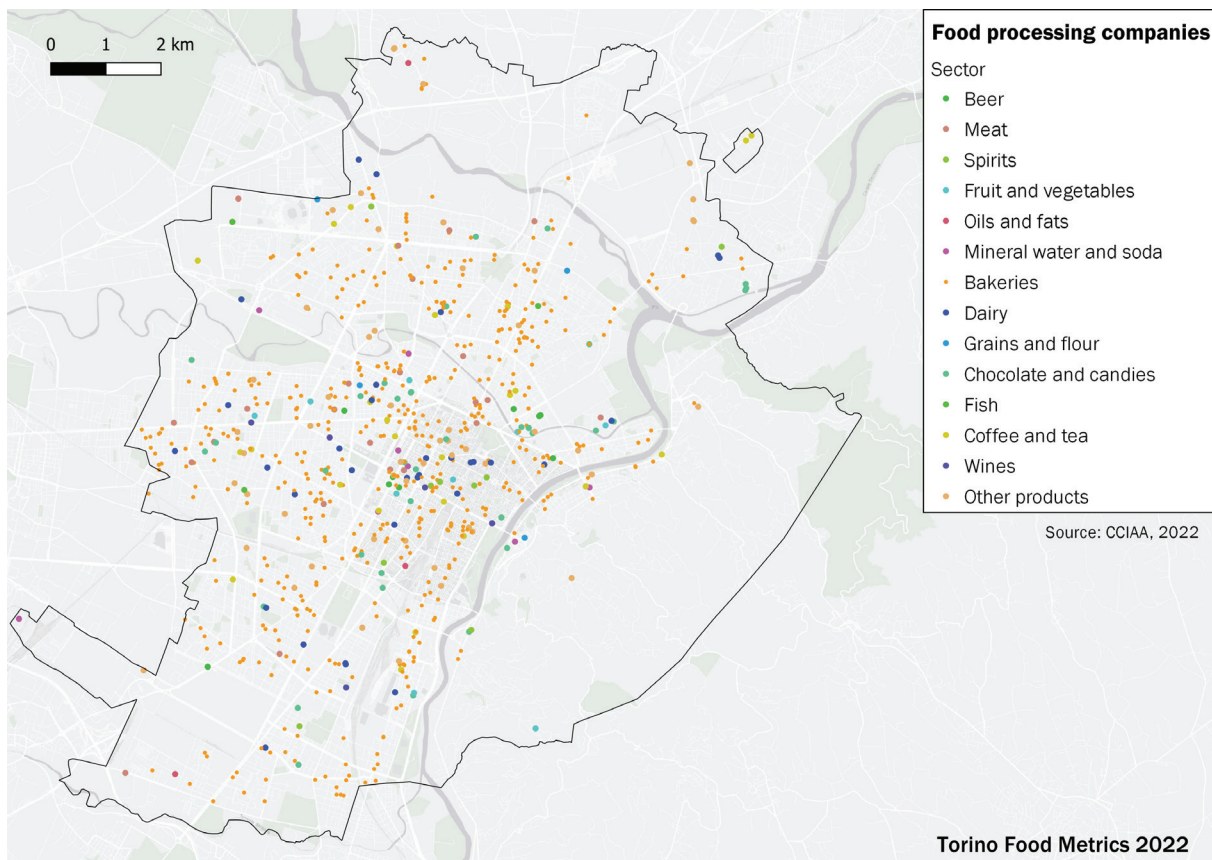 0 1 2 km
Food processing companies
Sector
Beer
Meat
Spirits
Fruit and vegetables
Oils and fats
Mineral water and soda
Bakeries
Dairy
Grains and flour
Chocolate and candies
Fish
Coffee and tea
Wines
Other products
Source: CCIAA, 2022
Torino Food Metrics 2022